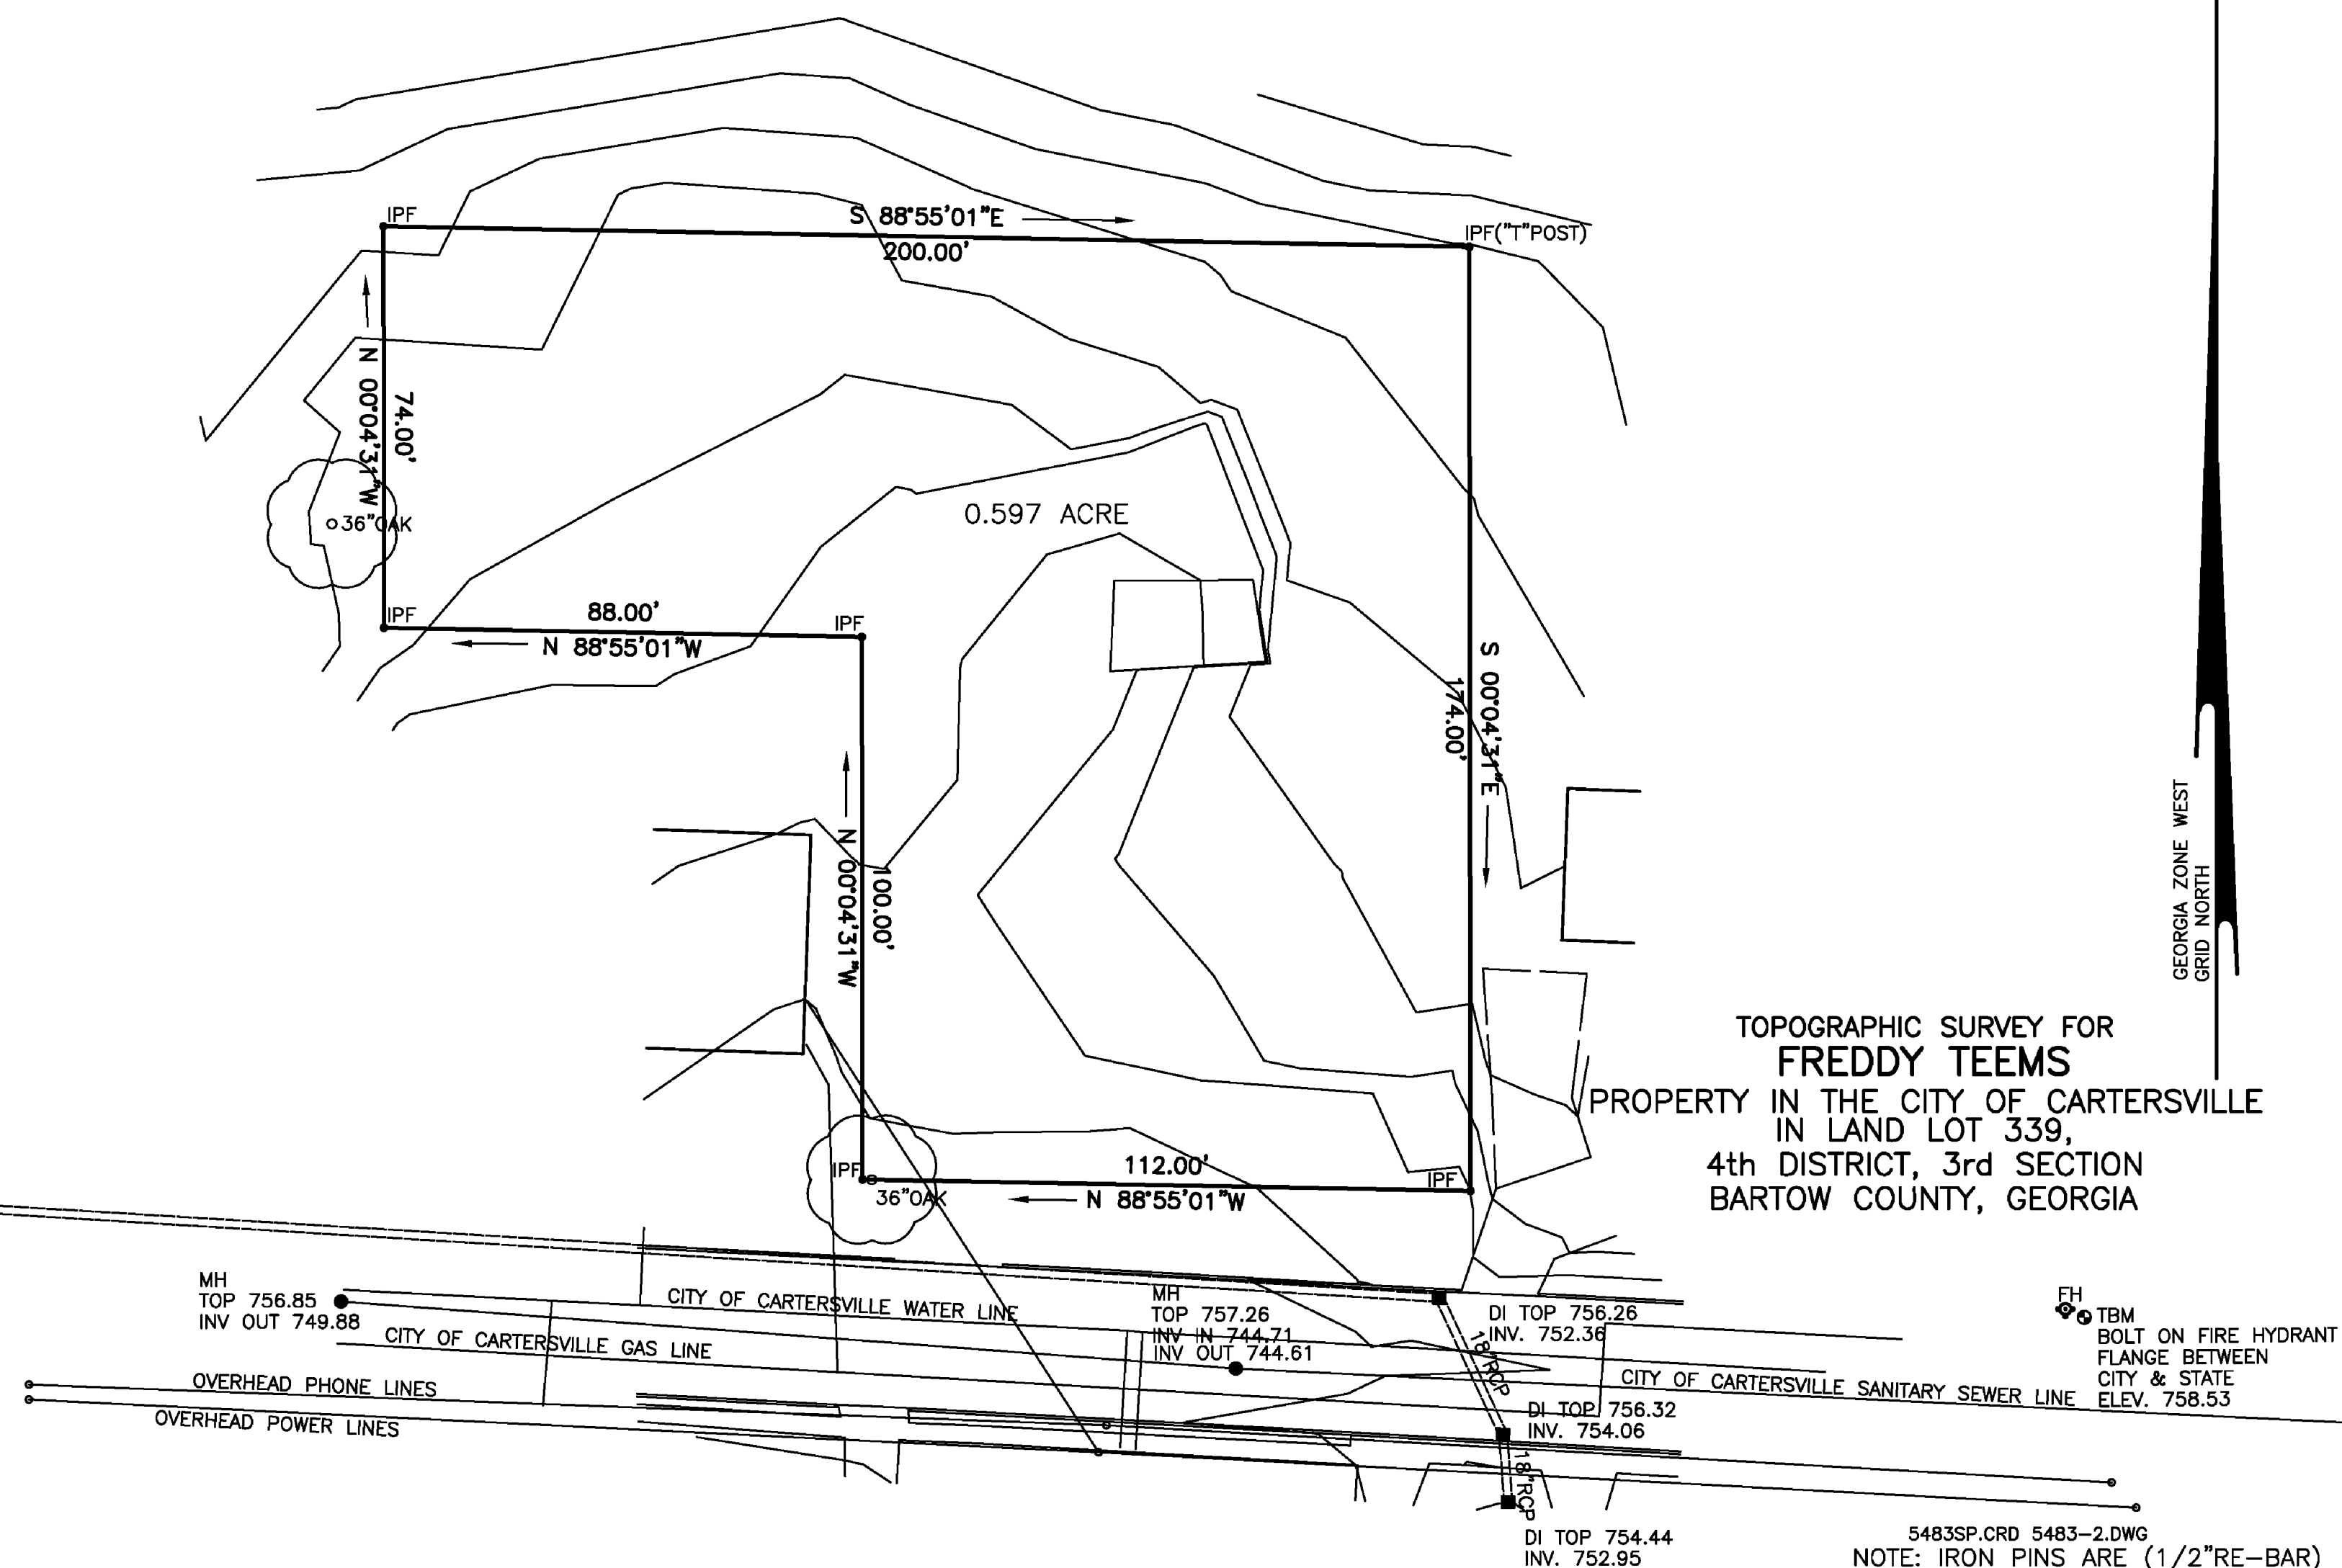 IPF
S 88°55'01"E
200.00'
IPF("T"POST)
N 00°04'31"W
74.00'
36"OAK
0.597 ACRE
IPF
88.00'
N 88°55'01"W
IPF
S 00°04'31"E
174.00'
N 00°04'31"W
100.00'
GEORGIA ZONE WEST
GRID NORTH
TOPOGRAPHIC SURVEY FOR
FREDDY TEEMS
PROPERTY IN THE CITY OF CARTERSVILLE
IN LAND LOT 339,
4th DISTRICT, 3rd SECTION
BARTOW COUNTY, GEORGIA
IPF
36"OAK
112.00'
N 88°55'01"W
IPF
MH
TOP 756.85
INV OUT 749.88
CITY OF CARTERSVILLE WATER LINE
CITY OF CARTERSVILLE GAS LINE
OVERHEAD PHONE LINES
OVERHEAD POWER LINES
MH
TOP 757.26
INV IN 744.71
INV OUT 744.61
DI TOP 756.26
INV. 752.36
18"RCP
CITY OF CARTERSVILLE SANITARY SEWER LINE
DI TOP 756.32
INV. 754.06
18"RCP
DI TOP 754.44
INV. 752.95
FH
TBM
BOLT ON FIRE HYDRANT
FLANGE BETWEEN
CITY & STATE
ELEV. 758.53
5483SP.CRD 5483-2.DWG
NOTE: IRON PINS ARE (1/2"RE-BAR)